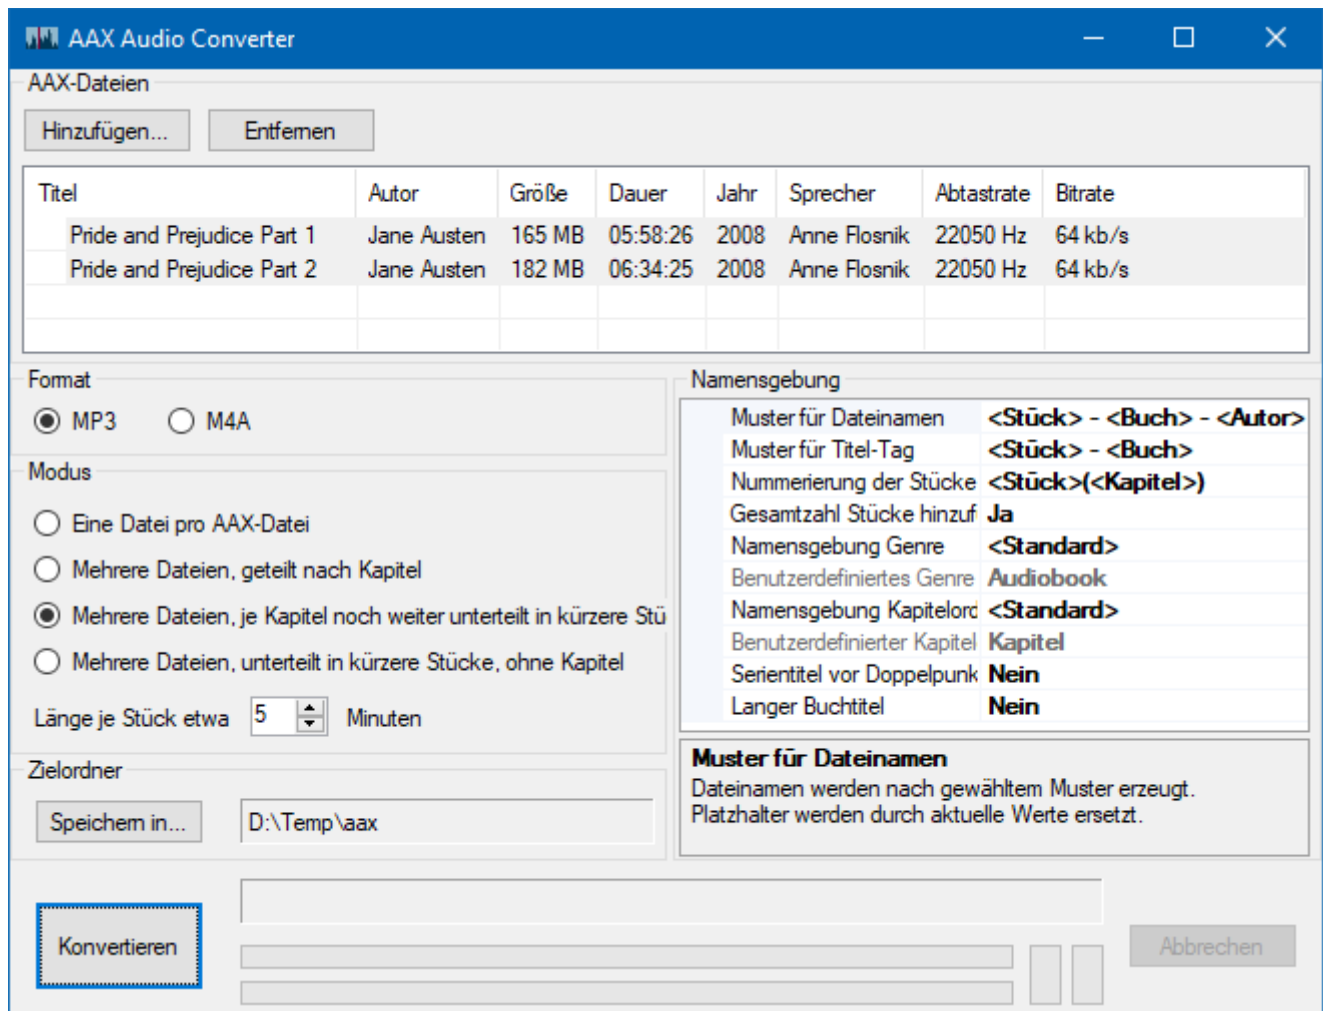 AAX Audio Converter
AAX-Dateien
Hinzufügen... Entfernen
Titel Autor Größe Dauer Jahr Sprecher Abtastrate Bitrate
Pride and Prejudice Part 1 Jane Austen 165 MB 05:58:26 2008 Anne Flosnik 22050 Hz 64 kb/s
Pride and Prejudice Part 2 Jane Austen 182 MB 06:34:25 2008 Anne Flosnik 22050 Hz 64 kb/s
Format
MP3 M4A
Modus
Eine Datei pro AAX-Datei
Mehrere Dateien, geteilt nach Kapitel
Mehrere Dateien, je Kapitel noch weiter unterteilt in kürzere Stü
Mehrere Dateien, unterteilt in kürzere Stücke, ohne Kapitel
Länge je Stück etwa 5 Minuten
Zielordner
Speichern in... D:\Temp\aax
Namensgebung
Muster für Dateinamen <Stück> - <Buch> - <Autor>
Muster für Titel-Tag <Stück> - <Buch>
Nummerierung der Stücke <Stück>(<Kapitel>)
Gesamtzahl Stücke hinzuf Ja
Namensgebung Genre <Standard>
Benutzerdefiniertes Genre Audiobook
Namensgebung Kapitelord <Standard>
Benutzerdefinierter Kapitel Kapitel
Serientitel vor Doppelpunk Nein
Langer Buchtitel Nein
Muster für Dateinamen
Dateinamen werden nach gewähltem Muster erzeugt.
Platzhalter werden durch aktuelle Werte ersetzt.
Konvertieren Abbrechen